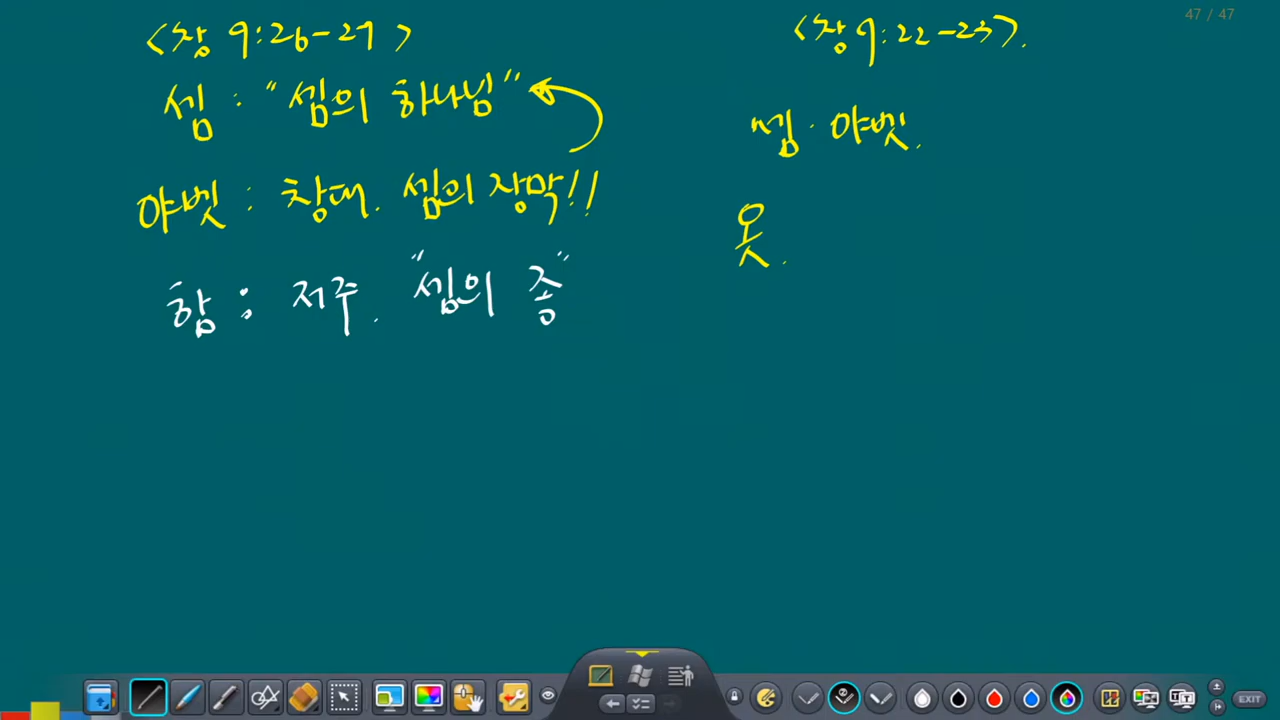 <창 9:26-27>
셈 : "셈의 하나님"
야벳 : 창대. 셈의 장막!!
함 : 저주. "셈의 종"
<창 9:22-23>.
셈·야벳.
옷.
47 / 47
EXIT